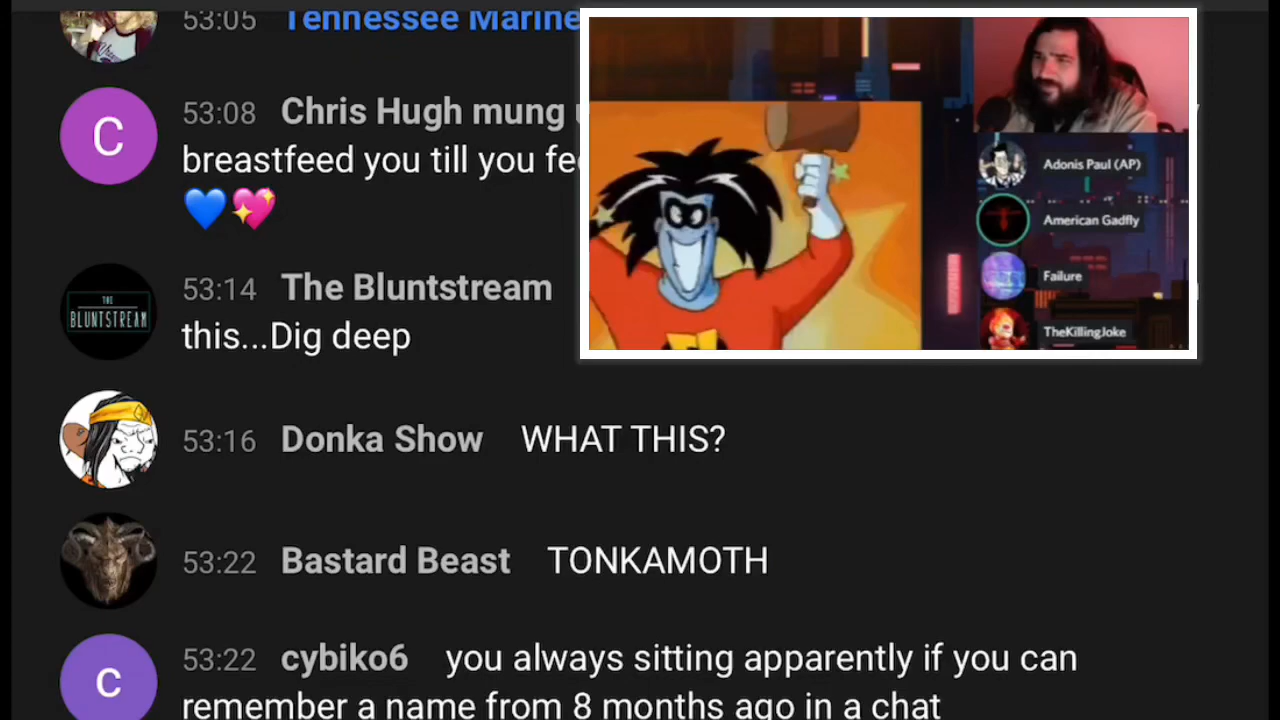 53:05 Tennessee Marine
C
53:08 Chris Hugh mung
breastfeed you till you fee
THE
BLUNTSTREAM
53:14 The Bluntstream
this...Dig deep
53:16 Donka Show WHAT THIS?
53:22 Bastard Beast TONKAMOTH
C
53:22 cybiko6 you always sitting apparently if you can
remember a name from 8 months ago in a chat
Adonis Paul (AP)
American Gadfly
Failure
TheKillingJoke